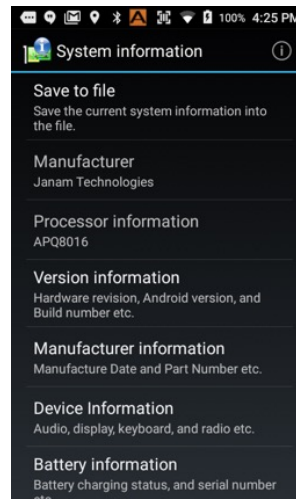 100% 4:25 PM
System information
Save to file
Save the current system information into
the file.
Manufacturer
Janam Technologies
Processor information
APQ8016
Version information
Hardware revision, Android version, and
Build number etc.
Manufacturer information
Manufacture Date and Part Number etc.
Device Information
Audio, display, keyboard, and radio etc.
Battery information
Battery charging status, and serial number
etc.